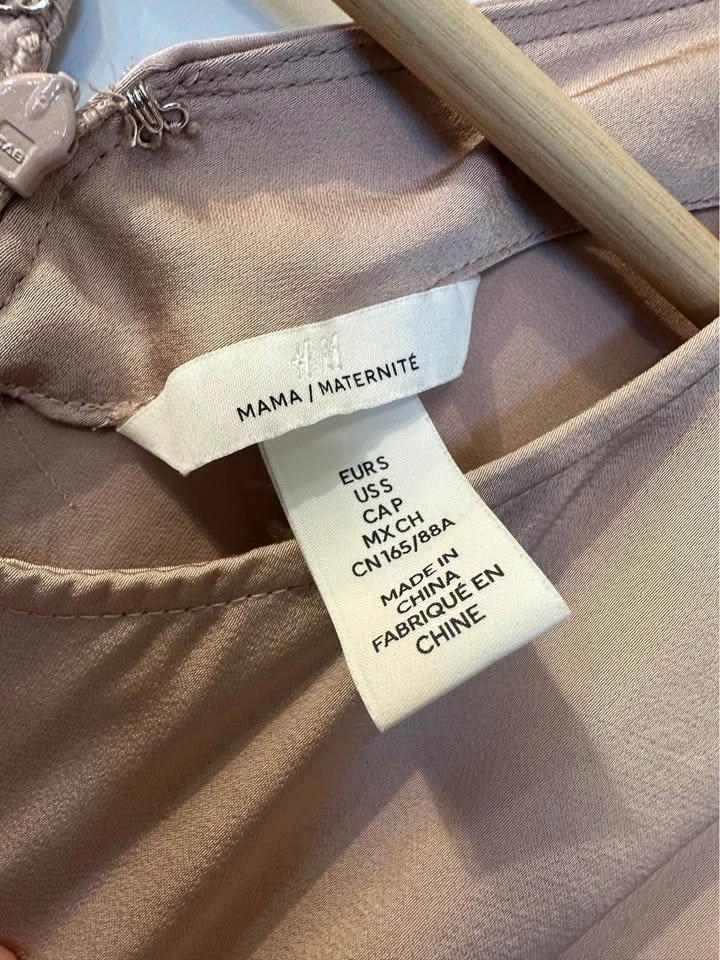 H&M
MAMA / MATERNITÉ
EUR S
US S
CA P
MX CH
CN 165/88A
MADE IN
CHINA
FABRIQUÉ EN
CHINE